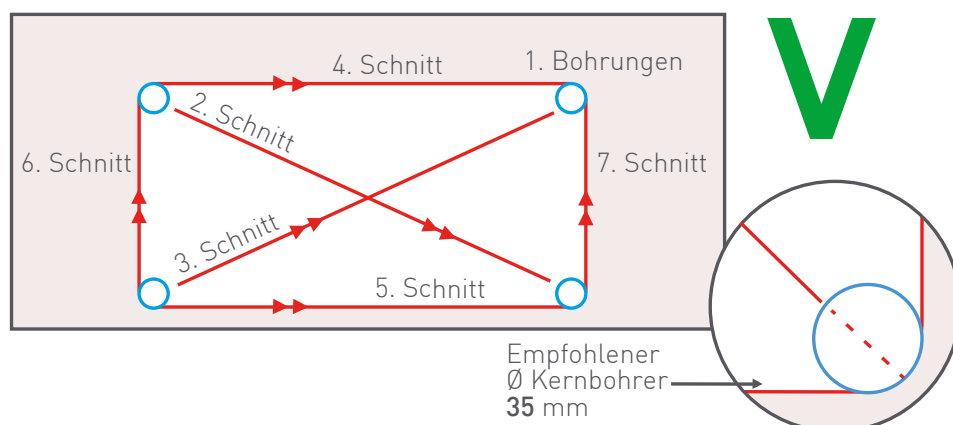 4. Schnitt
1. Bohrungen
V
2. Schnitt
6. Schnitt
7. Schnitt
3. Schnitt
5. Schnitt
Empfohlener
Ø Kernbohrer
35 mm